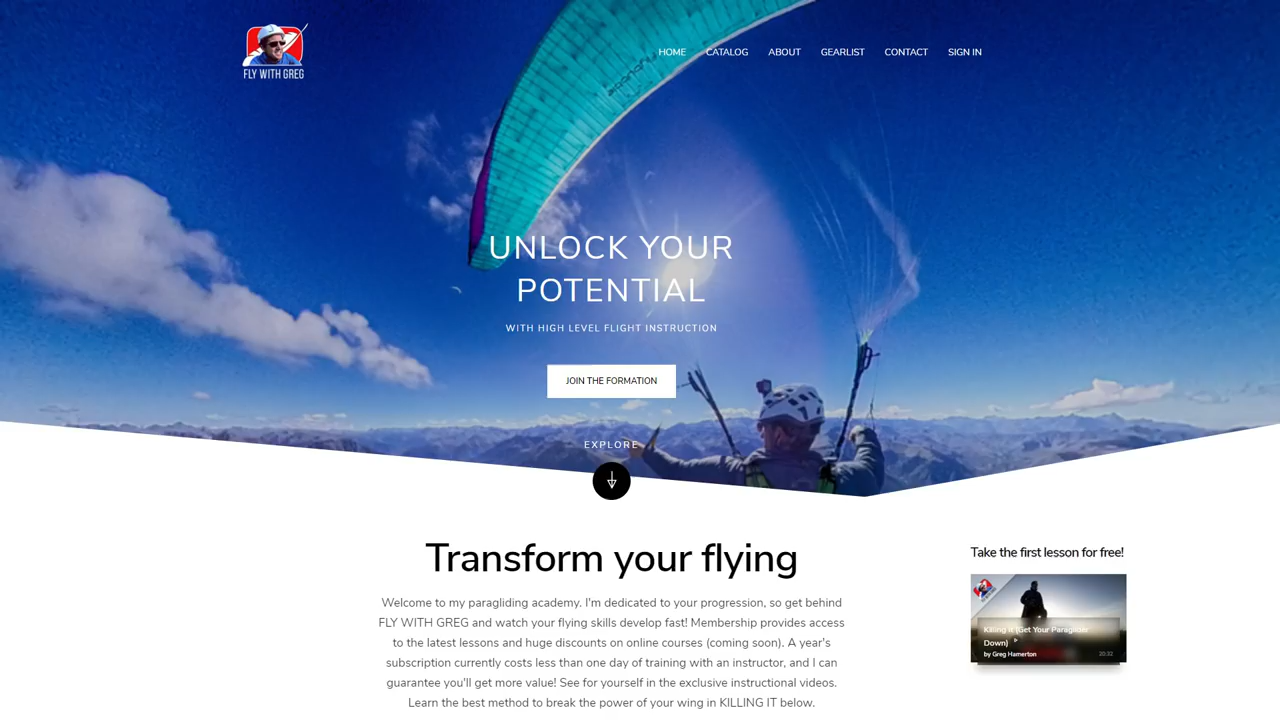 FLY WITH GREG
HOME CATALOG ABOUT GEARLIST CONTACT SIGN IN
UNLOCK YOUR
POTENTIAL
WITH HIGH LEVEL FLIGHT INSTRUCTION
JOIN THE FORMATION
EXPLORE
Transform your flying
Welcome to my paragliding academy. I'm dedicated to your progression, so get behind
FLY WITH GREG and watch your flying skills develop fast! Membership provides access
to the latest lessons and huge discounts on online courses (coming soon). A year's
subscription currently costs less than one day of training with an instructor, and I can
guarantee you'll get more value! See for yourself in the exclusive instructional videos.
Learn the best method to break the power of your wing in KILLING IT below.
Take the first lesson for free!
Killing it (Get Your Paraglider
Down)
by Greg Hamerton
20:32